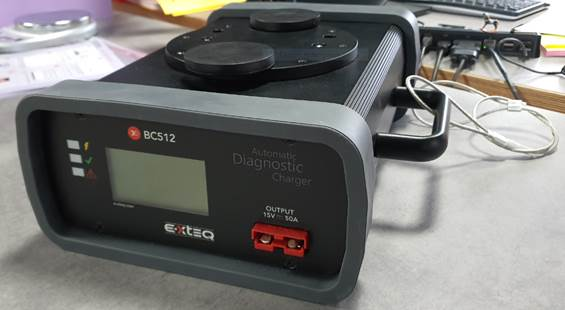 BC512
Automatic
Diagnostic
Charger
OUTPUT
15V ⎓ 50A
EXTEQ